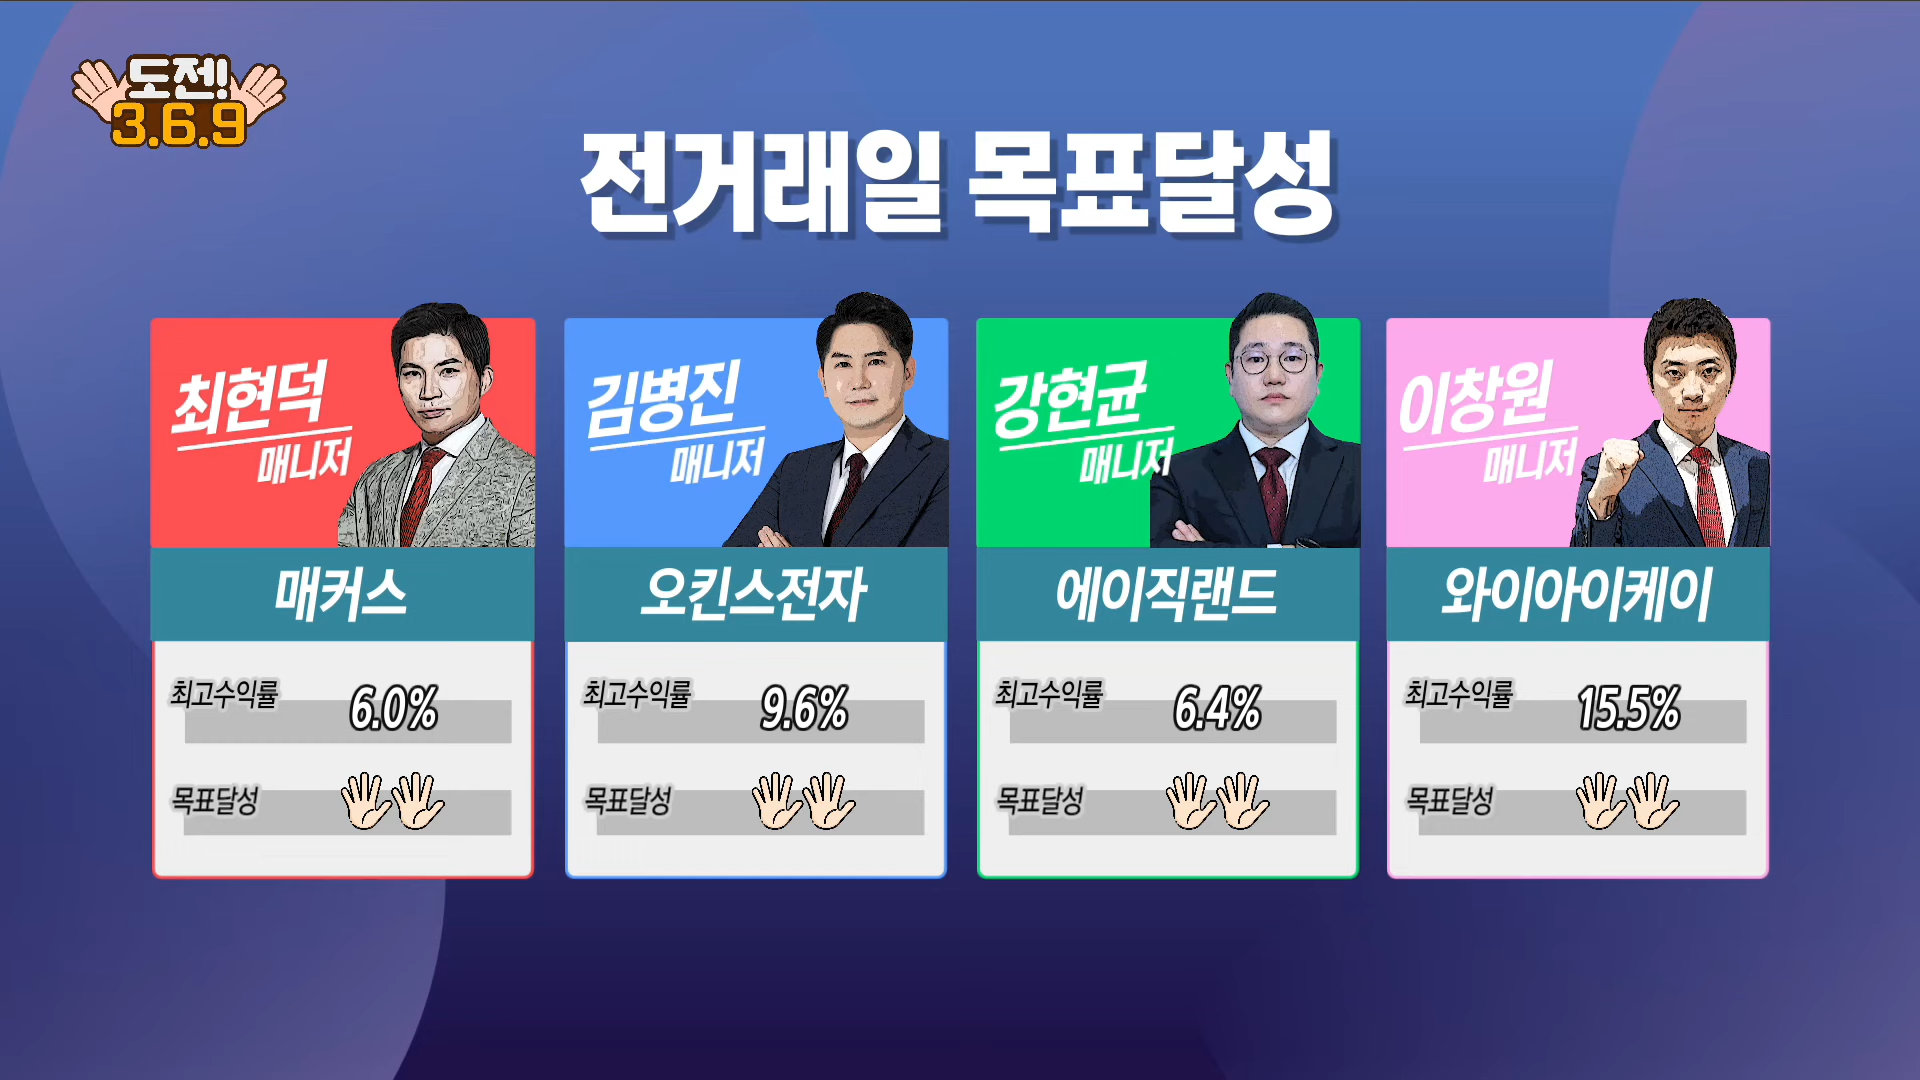 도전!
3.6.9
전거래일 목표달성
최현덕
매니저
매커스
최고수익률 6.0%
목표달성
김병진
매니저
오킨스전자
최고수익률 9.6%
목표달성
강현균
매니저
에이직랜드
최고수익률 6.4%
목표달성
이창원
매니저
와이아이케이
최고수익률 15.5%
목표달성